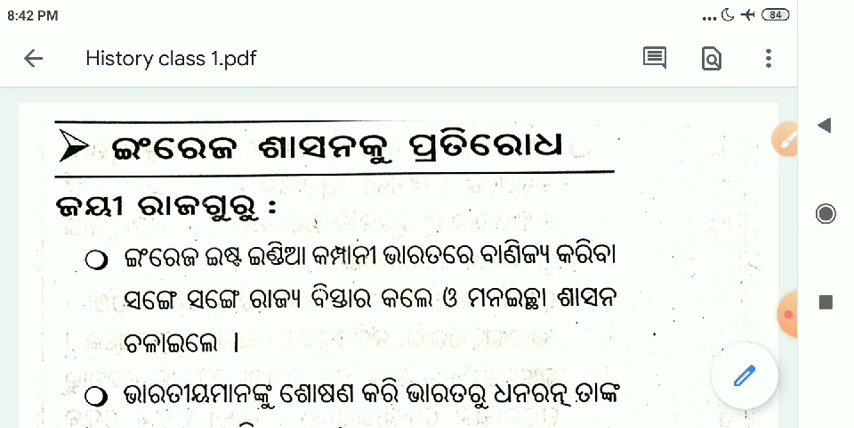 8:42 PM
84
History class 1.pdf
ଇଂରେଜ ଶାସନକୁ ପ୍ରତିରୋଧ
ଜୟୀ ରାଜଗୁରୁ :
ଇଂରେଜ ଇଷ୍ଟ ଇଣ୍ଡିଆ କମ୍ପାନୀ ଭାରତରେ ବାଣିଜ୍ୟ କରିବା
ସଙ୍ଗେ ସଙ୍ଗେ ରାଜ୍ୟ ବିସ୍ତାର କଲେ ଓ ମନଇଚ୍ଛା ଶାସନ
ଚଳାଇଲେ ।
ଭାରତୀୟମାନଙ୍କୁ ଶୋଷଣ କରି ଭାରତରୁ ଧନରତ୍ନ ତାଙ୍କ